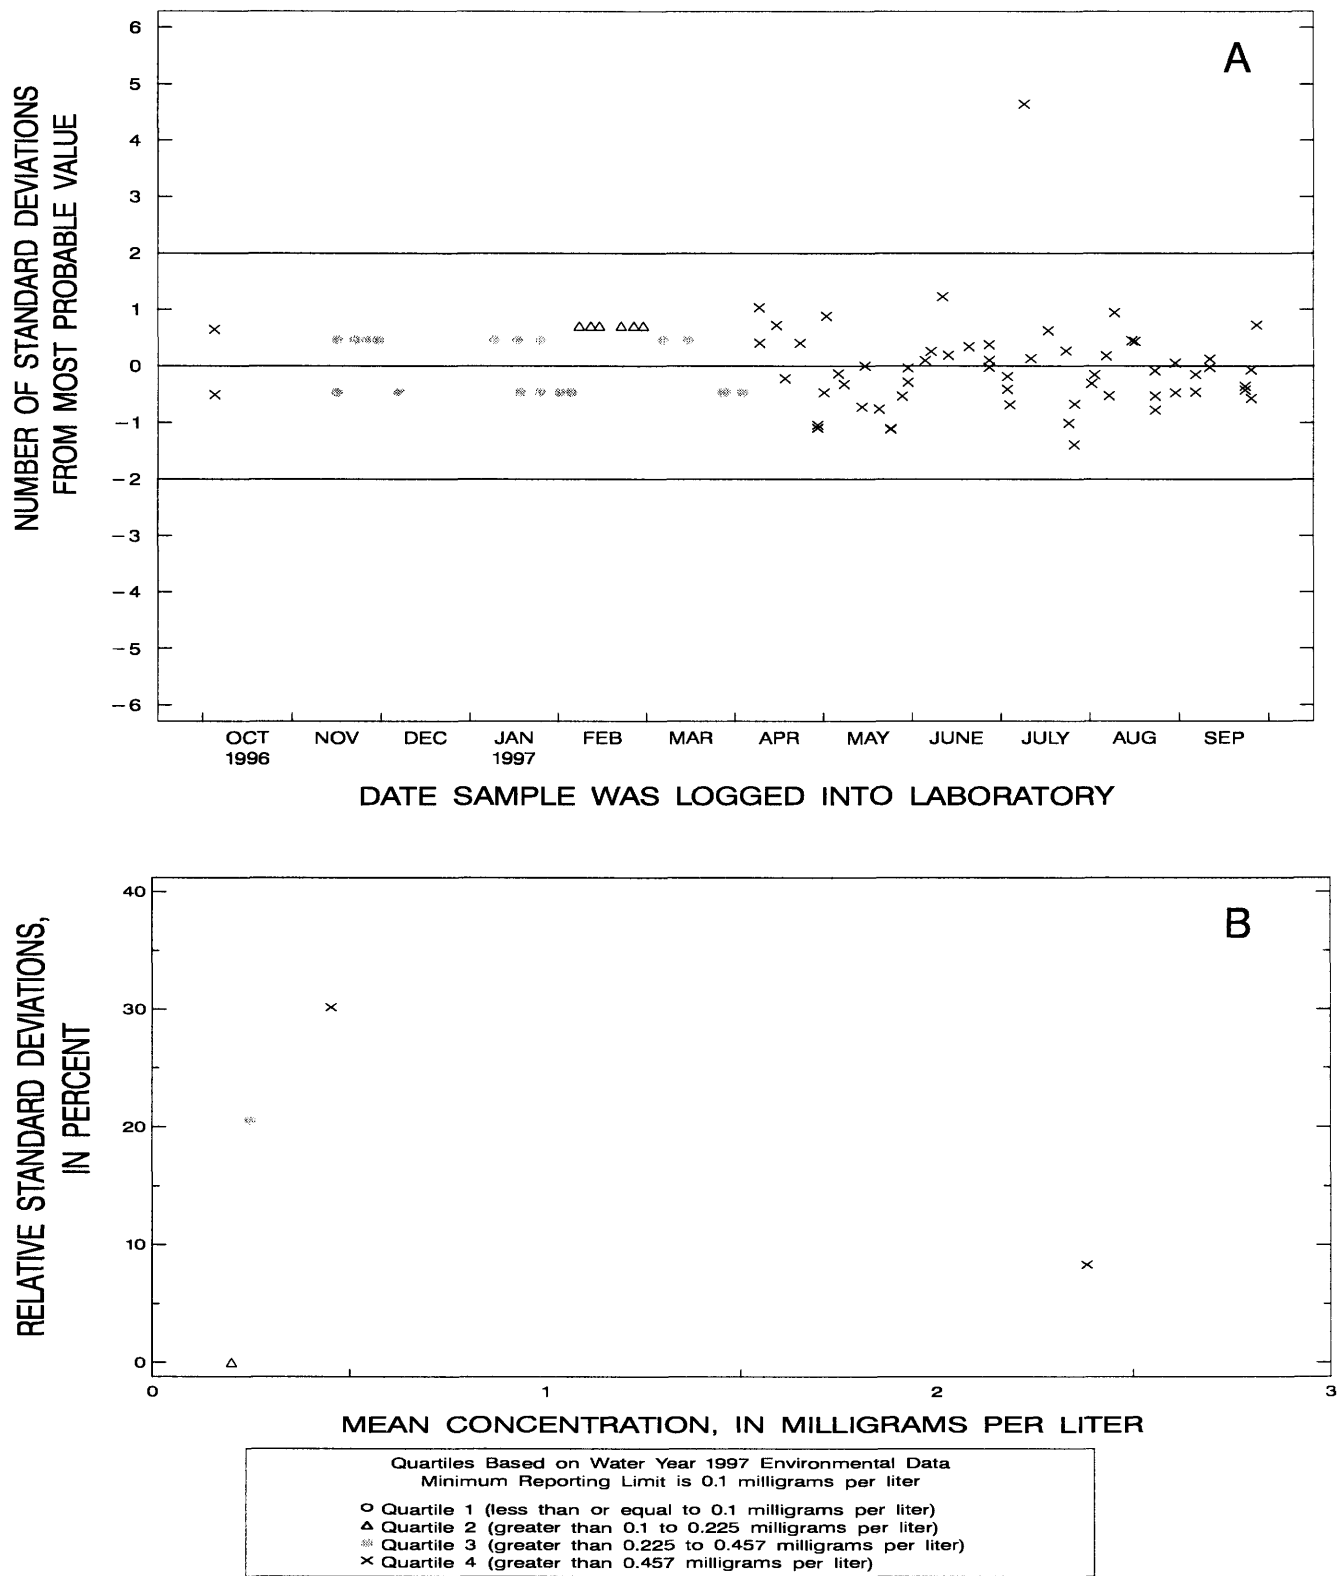 A
NUMBER OF STANDARD DEVIATIONS
FROM MOST PROBABLE VALUE
6
5
4
3
2
1
0
−1
−2
−3
−4
−5
−6
OCT NOV DEC JAN FEB MAR APR MAY JUNE JULY AUG SEP
1996 1997
DATE SAMPLE WAS LOGGED INTO LABORATORY
B
RELATIVE STANDARD DEVIATIONS,
IN PERCENT
40
30
20
10
0
0 1 2 3
MEAN CONCENTRATION, IN MILLIGRAMS PER LITER
Quartiles Based on Water Year 1997 Environmental Data
Minimum Reporting Limit is 0.1 milligrams per liter
Quartile 1 (less than or equal to 0.1 milligrams per liter)
Quartile 2 (greater than 0.1 to 0.225 milligrams per liter)
Quartile 3 (greater than 0.225 to 0.457 milligrams per liter)
Quartile 4 (greater than 0.457 milligrams per liter)